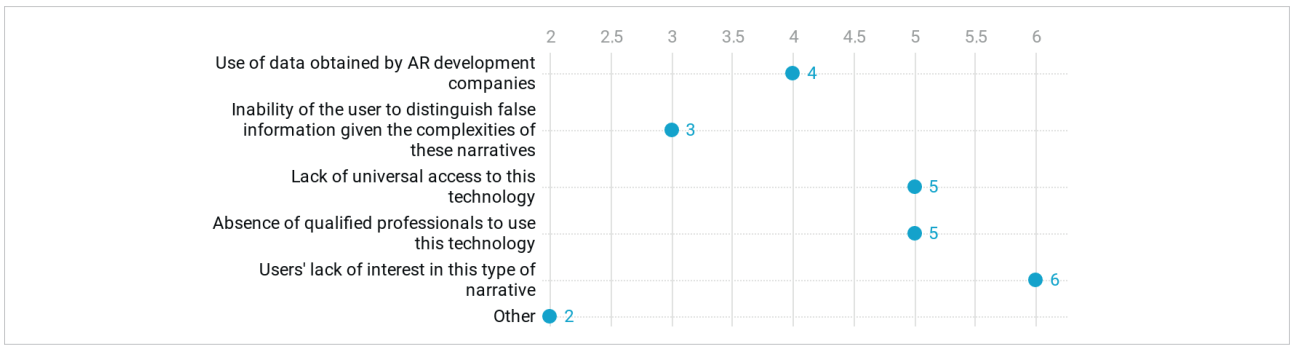 2 2.5 3 3.5 4 4.5 5 5.5 6
Use of data obtained by AR development
companies
4
Inability of the user to distinguish false
information given the complexities of
these narratives
3
Lack of universal access to this
technology
5
Absence of qualified professionals to use
this technology
5
Users' lack of interest in this type of
narrative
6
Other 2